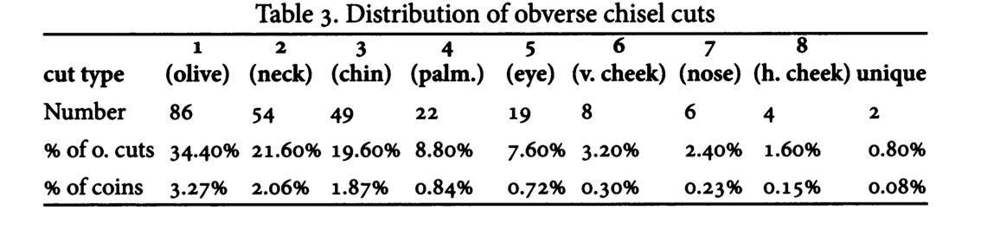 Table 3. Distribution of obverse chisel cuts
1 2 3 4 5 6 7 8
cut type (olive) (neck) (chin) (palm.) (eye) (v. cheek) (nose) (h. cheek) unique
Number 86 54 49 22 19 8 6 4 2
% of o. cuts 34.40% 21.60% 19.60% 8.80% 7.60% 3.20% 2.40% 1.60% 0.80%
% of coins 3.27% 2.06% 1.87% 0.84% 0.72% 0.30% 0.23% 0.15% 0.08%